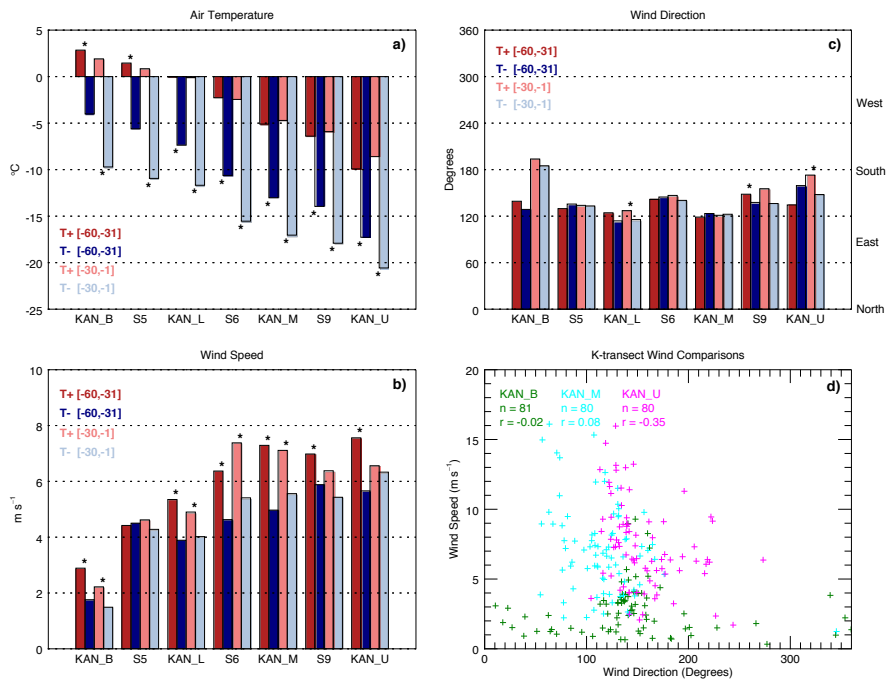 Air Temperature
a)
5
0
-5
-10
-15
-20
-25
°C
T+ [-60,-31]
T- [-60,-31]
T+ [-30,-1]
T- [-30,-1]
* * * * * * * * * * * * * * * *
KAN_B S5 KAN_L S6 KAN_M S9 KAN_U
Wind Direction
c)
360
300
240
180
120
60
0
Degrees
T+ [-60,-31]
T- [-60,-31]
T+ [-30,-1]
T- [-30,-1]
West
South
East
North
* * *
KAN_B S5 KAN_L S6 KAN_M S9 KAN_U
Wind Speed
b)
10
8
6
4
2
0
m s⁻¹
T+ [-60,-31]
T- [-60,-31]
T+ [-30,-1]
T- [-30,-1]
* * * * * * * * * *
KAN_B S5 KAN_L S6 KAN_M S9 KAN_U
K-transect Wind Comparisons
d)
20
15
10
5
0
Wind Speed (m s⁻¹)
KAN_B KAN_M KAN_U
n = 81 n = 80 n = 80
r = -0.02 r = 0.08 r = -0.35
0 100 200 300
Wind Direction (Degrees)